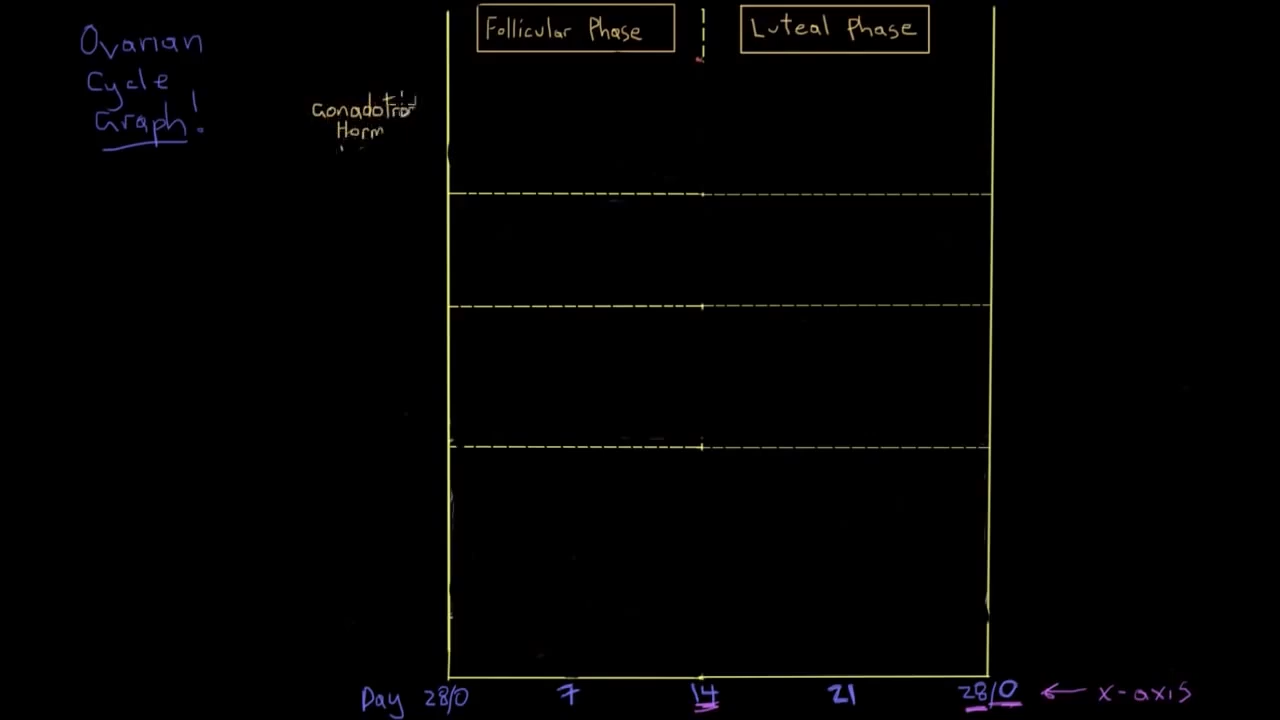 Ovarian
Cycle
Graph!
Follicular Phase
Luteal Phase
Horm
Day 28/0 7 14 21 28/0 ← x-axis